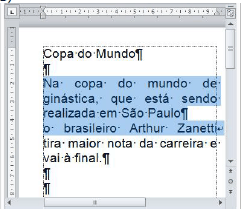 Copa do Mundo¶
¶
Na copa do mundo de
ginástica, que está sendo
realizada em São Paulo¶
o brasileiro Arthur Zanetti
tira maior nota da carreira e
vai à final.¶
¶
¶